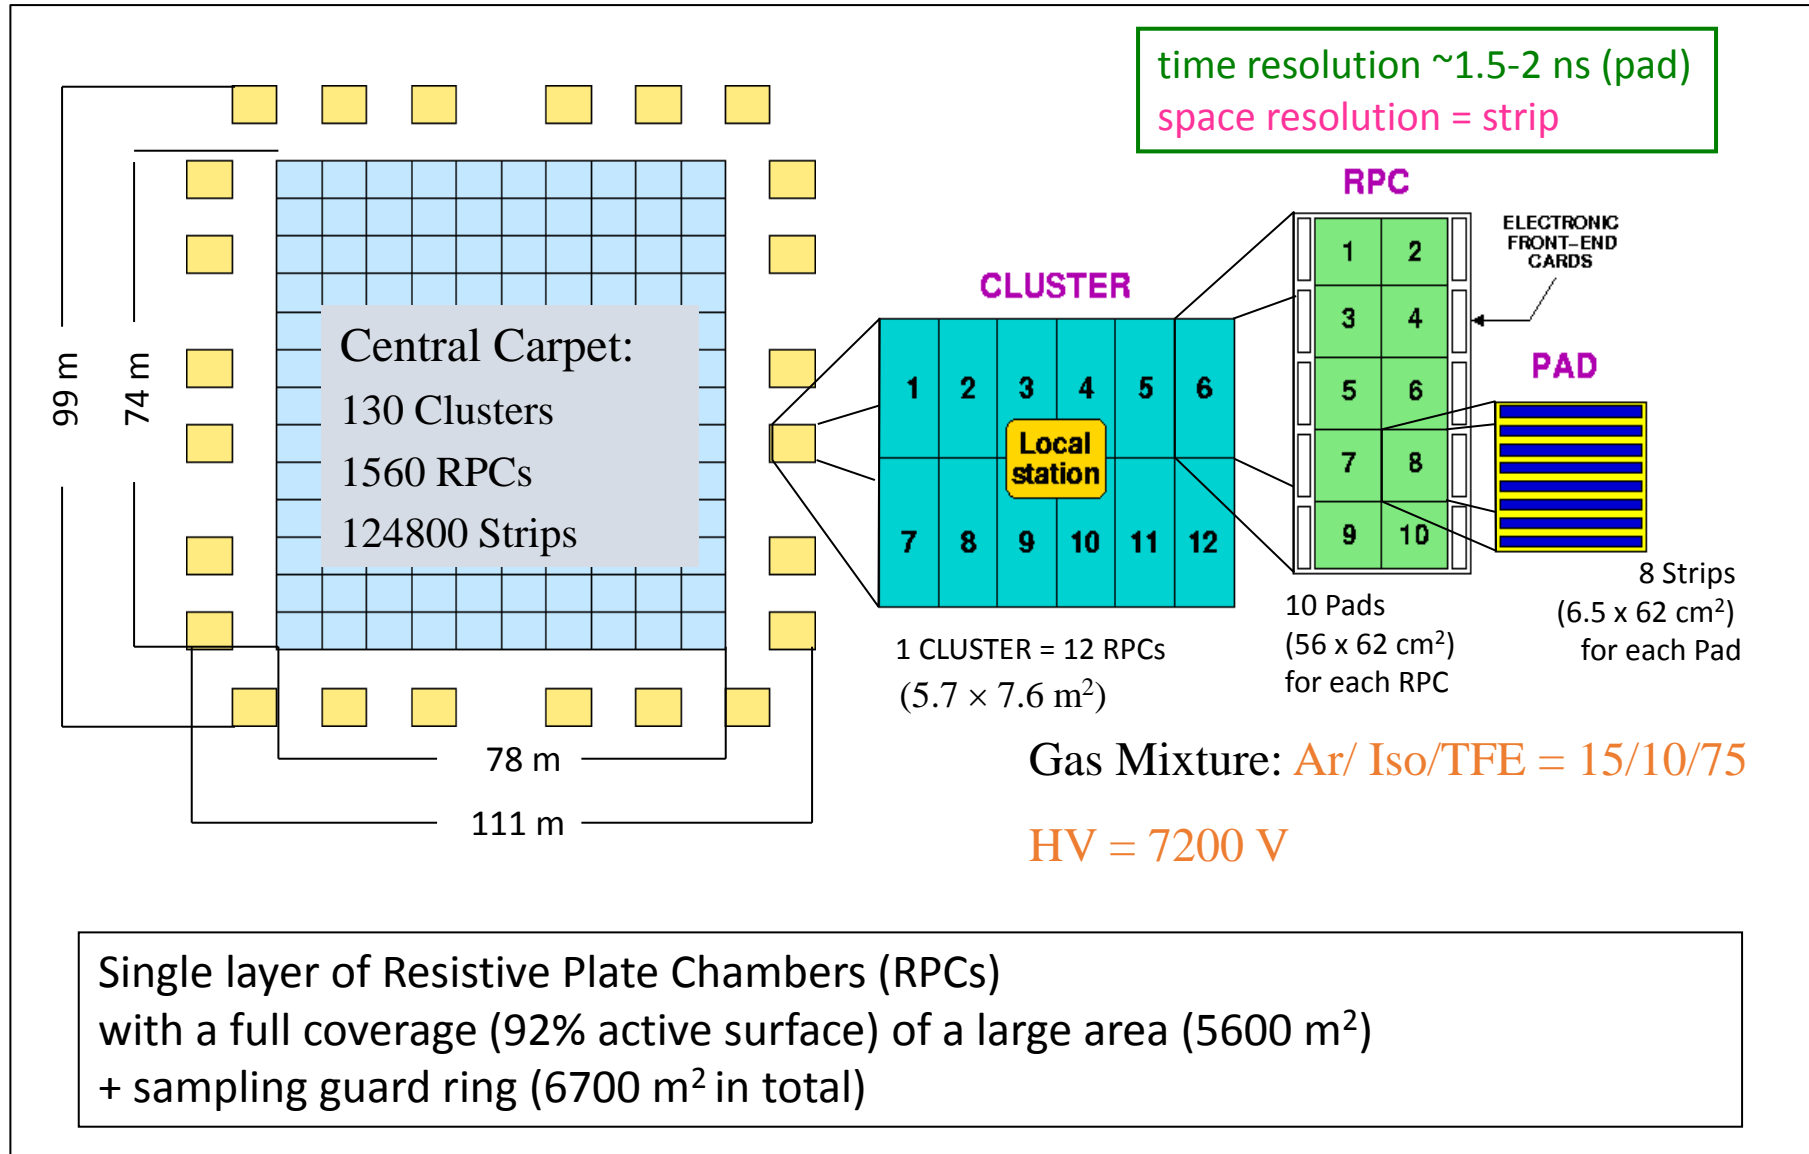 time resolution ~1.5-2 ns (pad)
space resolution = strip
99 m
74 m
Central Carpet:
130 Clusters
1560 RPCs
124800 Strips
78 m
111 m
CLUSTER
1 2 3 4 5 6
Local
station
7 8 9 10 11 12
1 CLUSTER = 12 RPCs
(5.7 × 7.6 m²)
RPC
1 2
3 4
5 6
7 8
9 10
ELECTRONIC
FRONT-END
CARDS
10 Pads
(56 x 62 cm²)
for each RPC
PAD
8 Strips
(6.5 x 62 cm²)
for each Pad
Gas Mixture: Ar/ Iso/TFE = 15/10/75
HV = 7200 V
Single layer of Resistive Plate Chambers (RPCs)
with a full coverage (92% active surface) of a large area (5600 m²)
+ sampling guard ring (6700 m² in total)